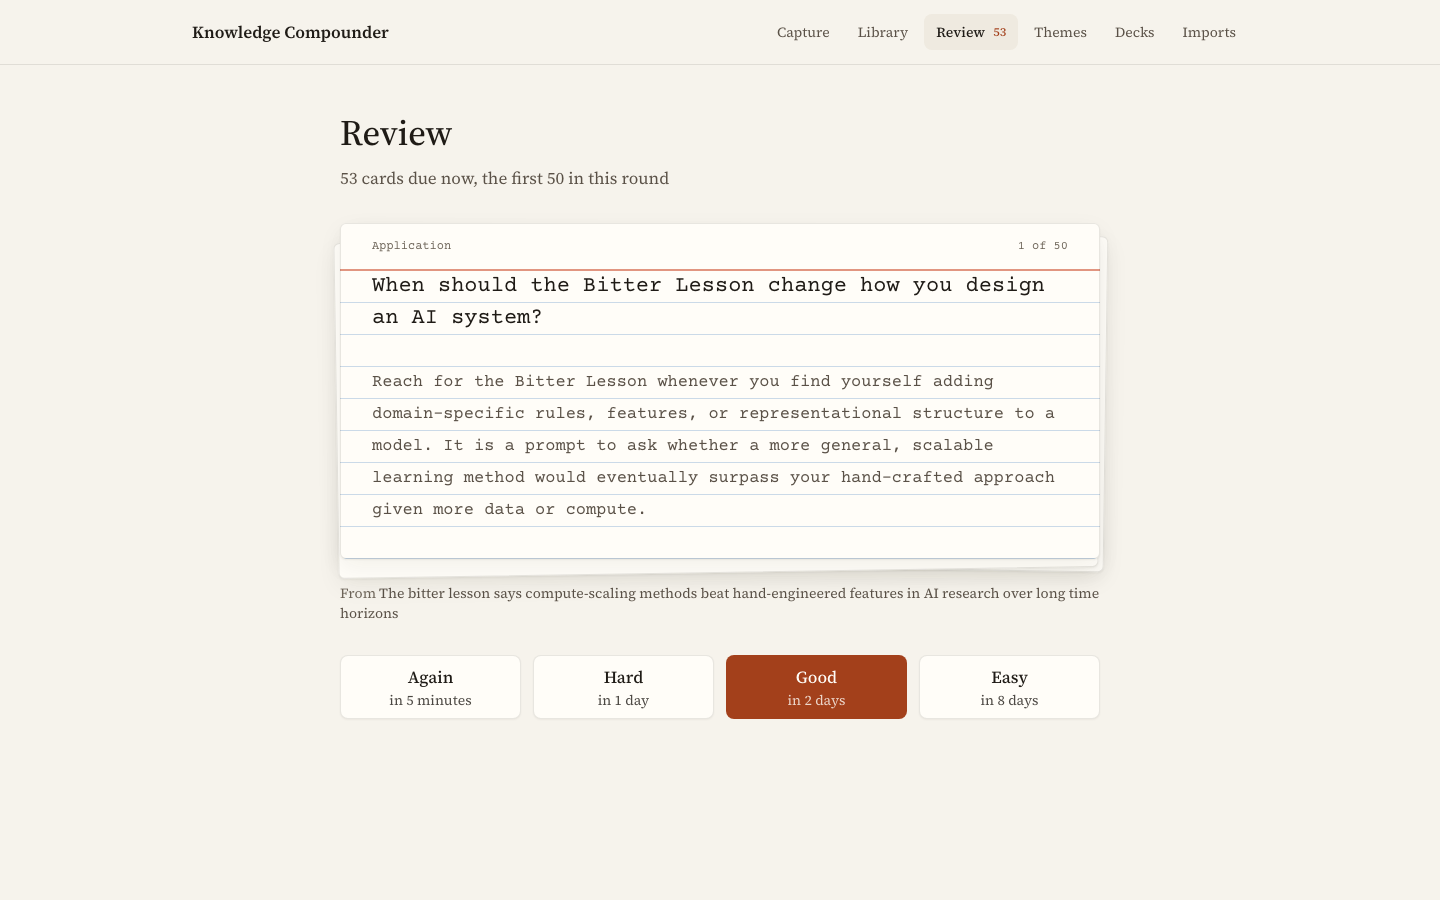 Knowledge Compounder
Capture
Library
Review 53
Themes
Decks
Imports
Review
53 cards due now, the first 50 in this round
Application
1 of 50
When should the Bitter Lesson change how you design
an AI system?
Reach for the Bitter Lesson whenever you find yourself adding
domain-specific rules, features, or representational structure to a
model. It is a prompt to ask whether a more general, scalable
learning method would eventually surpass your hand-crafted approach
given more data or compute.
From The bitter lesson says compute-scaling methods beat hand-engineered features in AI research over long time
horizons
Again
in 5 minutes
Hard
in 1 day
Good
in 2 days
Easy
in 8 days